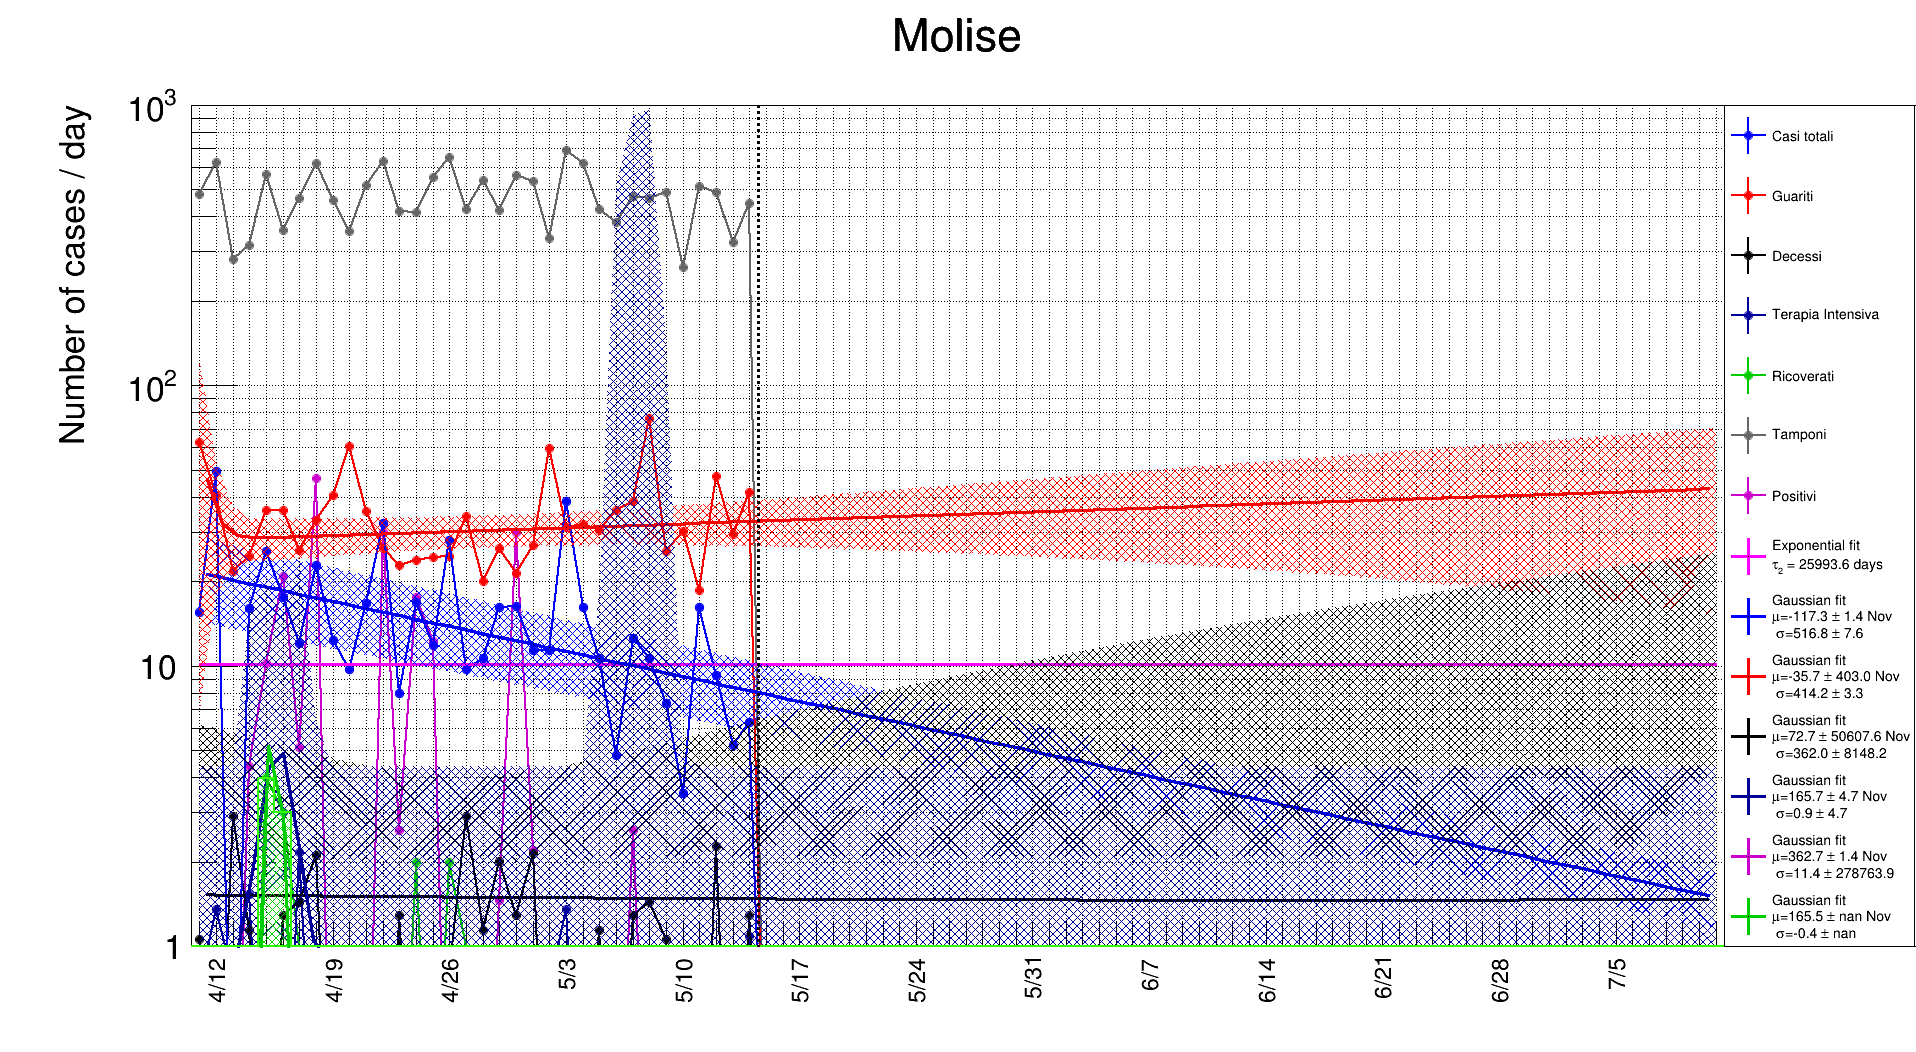 Molise
Number of cases / day
10³
10²
10
1
4/12
4/19
4/26
5/3
5/10
5/17
5/24
5/31
6/7
6/14
6/21
6/28
7/5
Casi totali
Guariti
Decessi
Terapia Intensiva
Ricoverati
Tamponi
Positivi
Exponential fit
τ₂ = 25993.6 days
Gaussian fit
μ=-117.3 ± 1.4 Nov
σ=516.8 ± 7.6
Gaussian fit
μ=-35.7 ± 403.0 Nov
σ=414.2 ± 3.3
Gaussian fit
μ=72.7 ± 50607.6 Nov
σ=362.0 ± 8148.2
Gaussian fit
μ=165.7 ± 4.7 Nov
σ=0.9 ± 4.7
Gaussian fit
μ=362.7 ± 1.4 Nov
σ=11.4 ± 278763.9
Gaussian fit
μ=165.5 ± nan Nov
σ=-0.4 ± nan